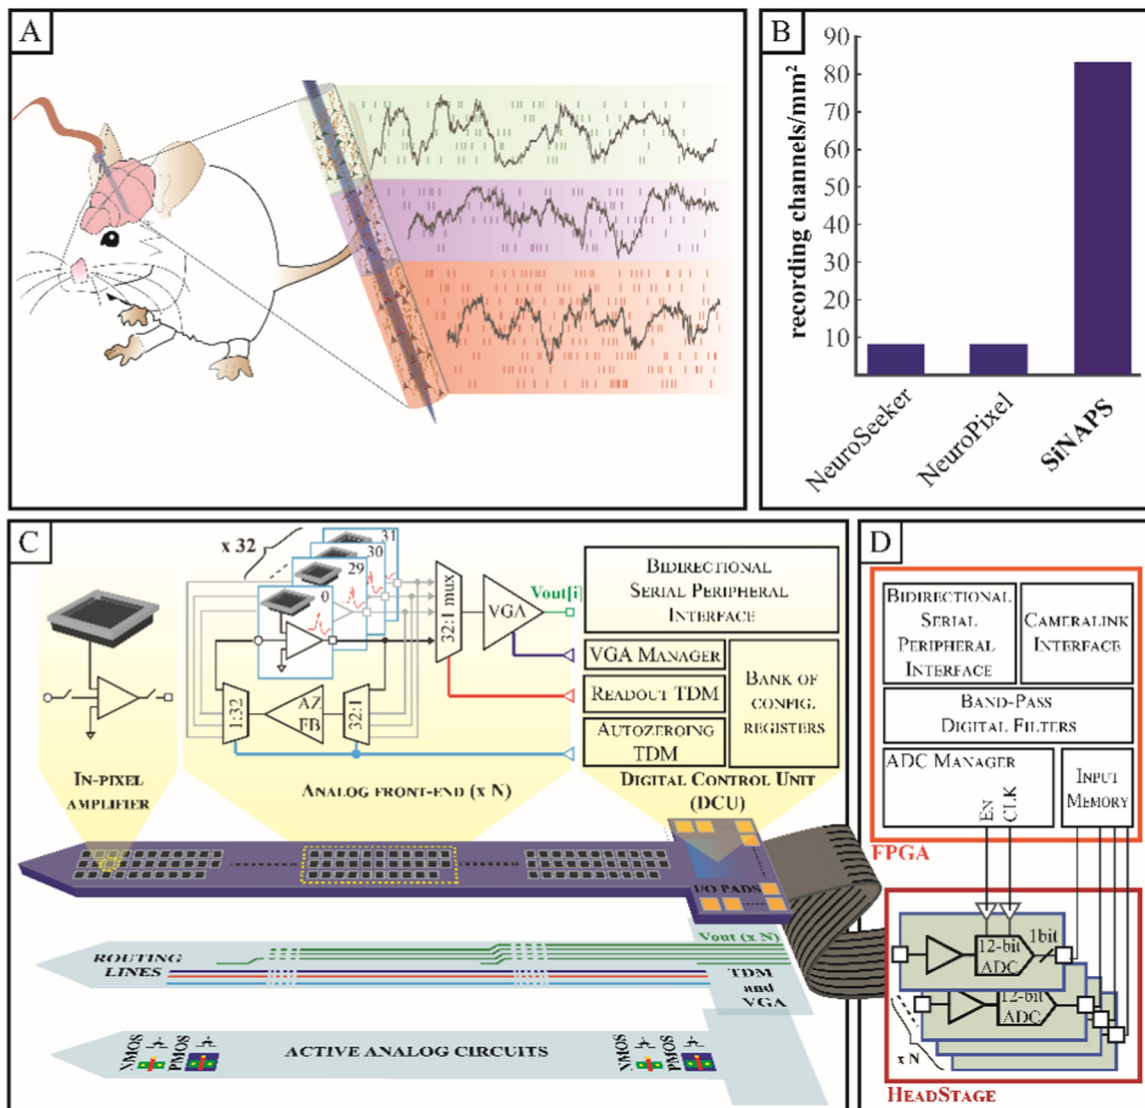 A
B
90
80
70
60
50
40
30
20
10
recording channels/mm²
NeuroSeeker
NeuroPixel
SiNAPS
C
x 32
31
30
29
0
32:1 mux
VGA
Vout[i]
1:32
AZ
FB
32:1
BIDIRECTIONAL
SERIAL PERIPHERAL
INTERFACE
VGA MANAGER
READOUT TDM
AUTOZEROING
TDM
BANK OF
CONFIG.
REGISTERS
IN-PIXEL
AMPLIFIER
ANALOG FRONT-END (X N)
DIGITAL CONTROL UNIT
(DCU)
I/O PADS
Vout (x N)
ROUTING
LINES
TDM
and
VGA
NMOS
PMOS
ACTIVE ANALOG CIRCUITS
NMOS
PMOS
D
BIDIRECTIONAL
SERIAL
PERIPHERAL
INTERFACE
CAMERALINK
INTERFACE
BAND-PASS
DIGITAL FILTERS
ADC MANAGER
EN
CLK
INPUT
MEMORY
FPGA
12-bit
ADC
1bit
12-bit
ADC
x N
HEADSTAGE